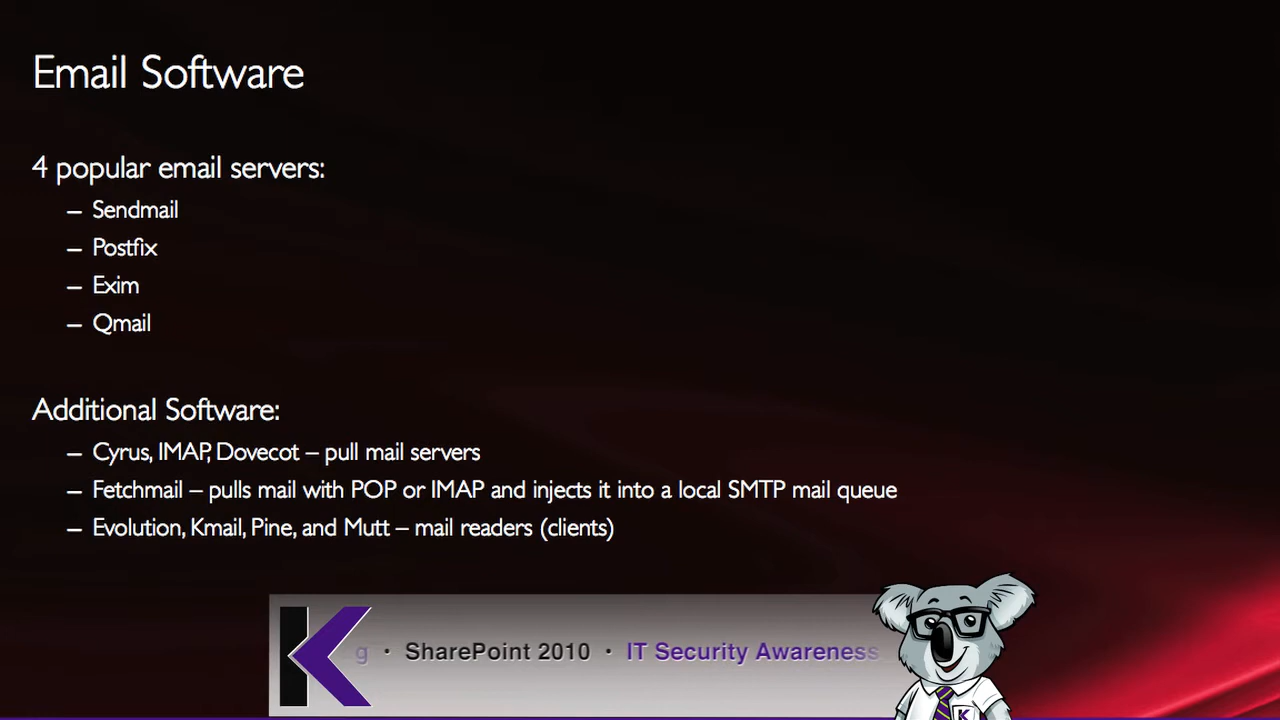 Email Software
4 popular email servers:
– Sendmail
– Postfix
– Exim
– Qmail
Additional Software:
– Cyrus, IMAP, Dovecot – pull mail servers
– Fetchmail – pulls mail with POP or IMAP and injects it into a local SMTP mail queue
– Evolution, Kmail, Pine, and Mutt – mail readers (clients)
K g • SharePoint 2010 • IT Security Awareness
K